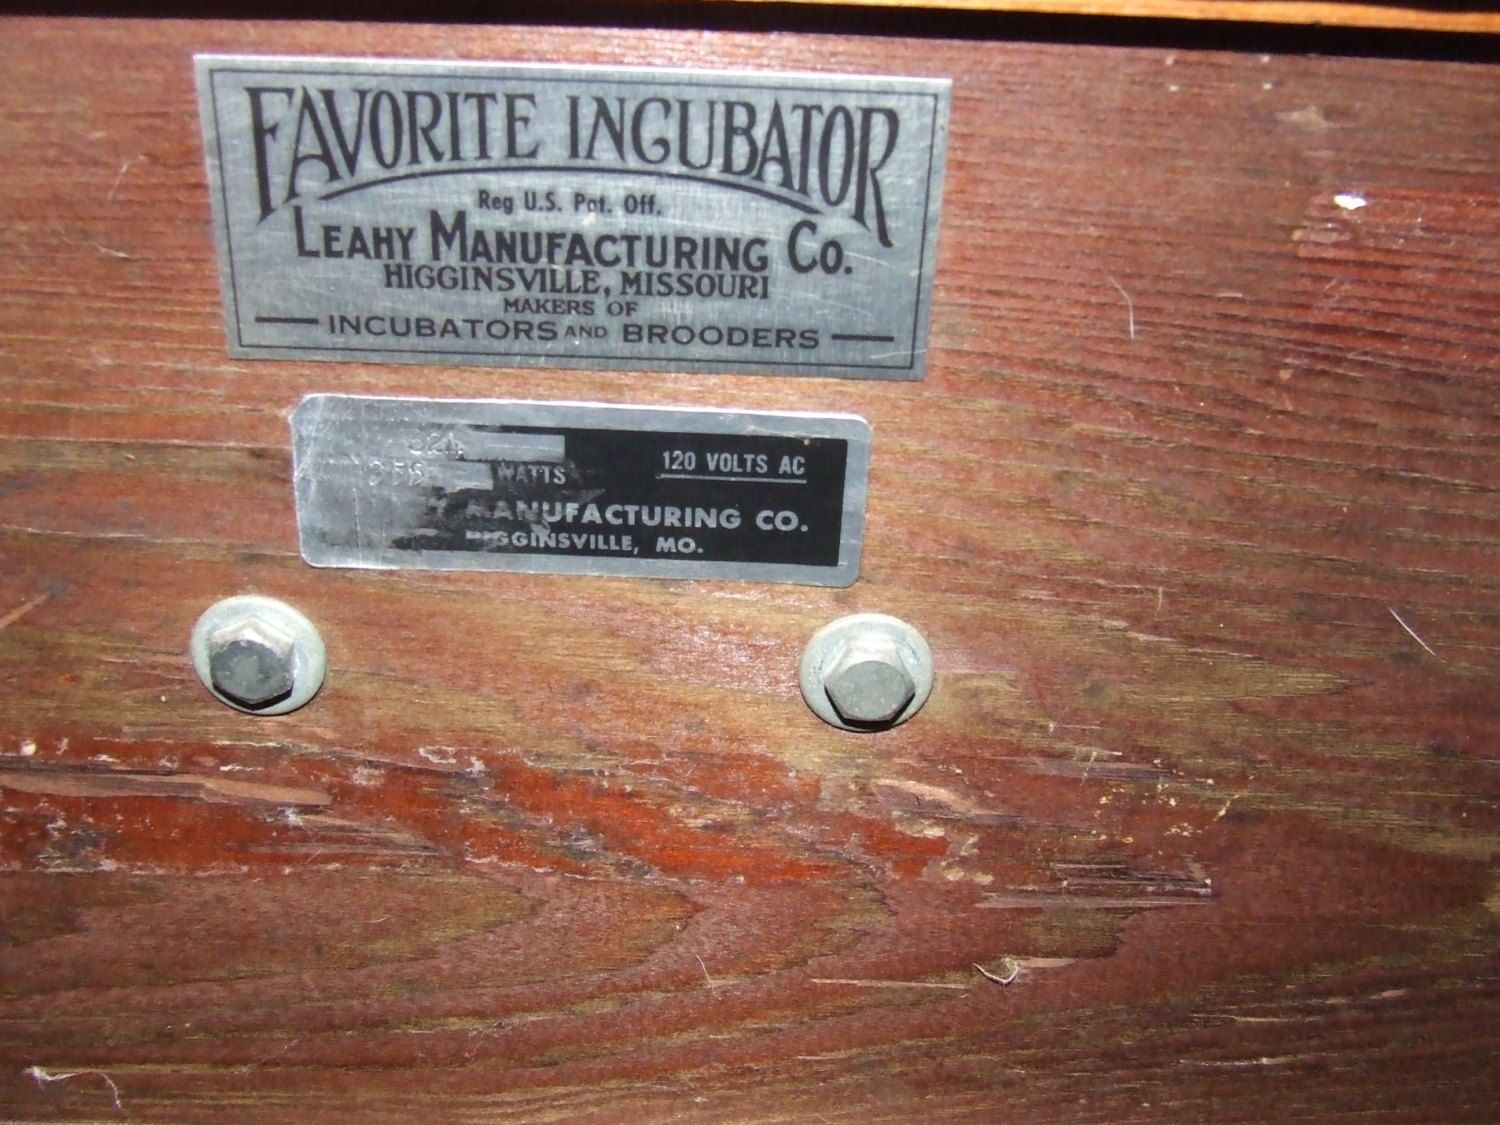 FAVORITE INCUBATOR
Reg U.S. Pat. Off.
LEAHY MANUFACTURING CO.
HIGGINSVILLE, MISSOURI
MAKERS OF
INCUBATORS AND BROODERS
120 VOLTS AC
WATTS
MANUFACTURING CO.
HIGGINSVILLE, MO.